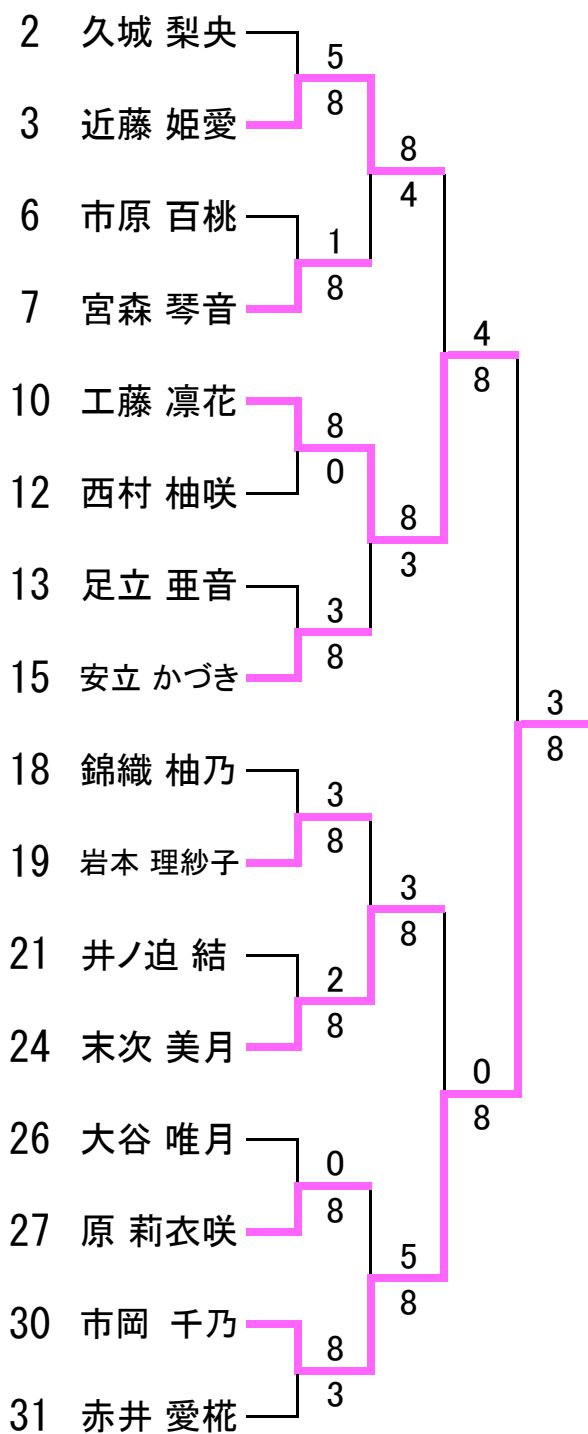 2 久城 梨央
5
8
3 近藤 姫愛
8
4
6 市原 百桃
1
8
7 宮森 琴音
4
8
10 工藤 凛花
8
0
12 西村 柚咲
8
3
13 足立 亜音
3
8
15 安立 かづき
3
8
18 錦織 柚乃
3
8
19 岩本 理紗子
3
8
21 井ノ迫 結
2
8
24 末次 美月
0
8
26 大谷 唯月
0
8
27 原 莉衣咲
5
8
30 市岡 千乃
8
3
31 赤井 愛椛